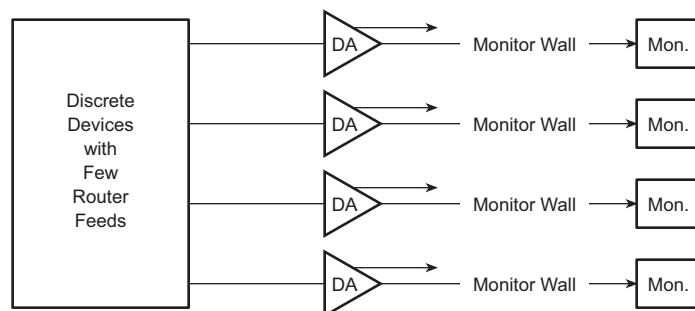 Discrete
Devices
with
Few
Router
Feeds
DA Monitor Wall Mon.
DA Monitor Wall Mon.
DA Monitor Wall Mon.
DA Monitor Wall Mon.